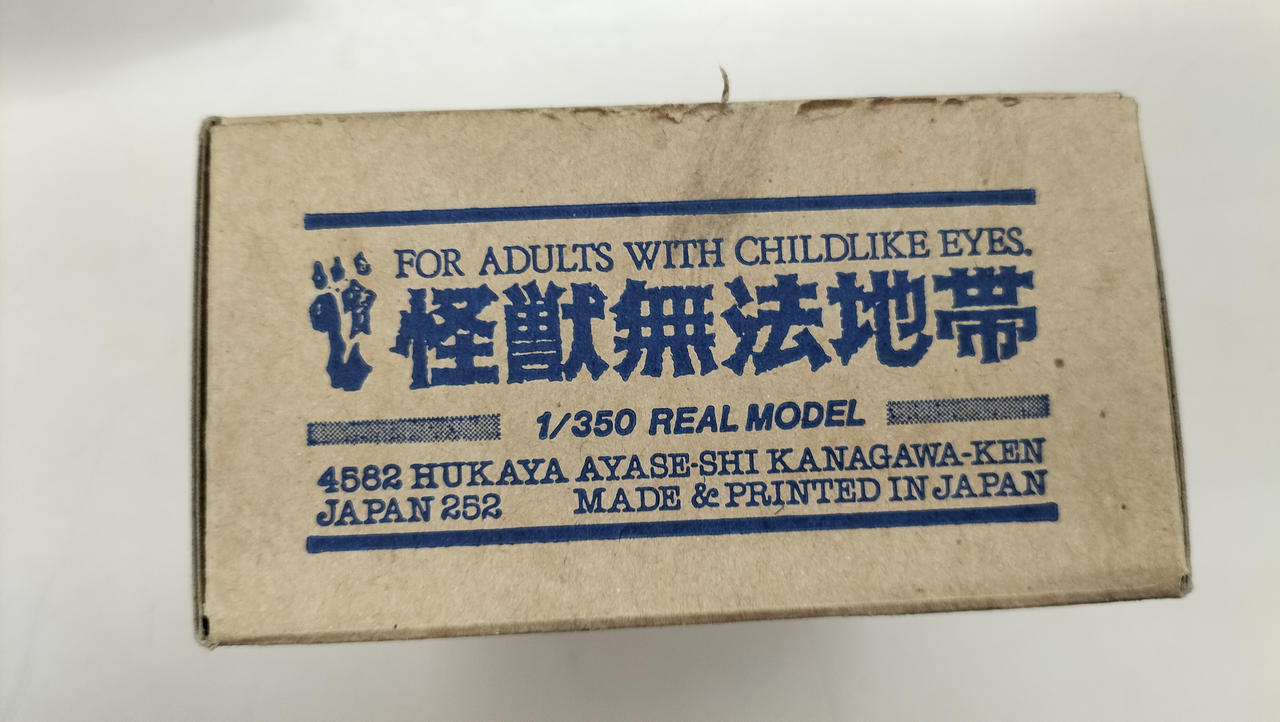 FOR ADULTS WITH CHILDLIKE EYES.
怪獣無法地帯
1/350 REAL MODEL
4582 HUKAYA AYASE-SHI KANAGAWA-KEN
JAPAN 252 MADE & PRINTED IN JAPAN